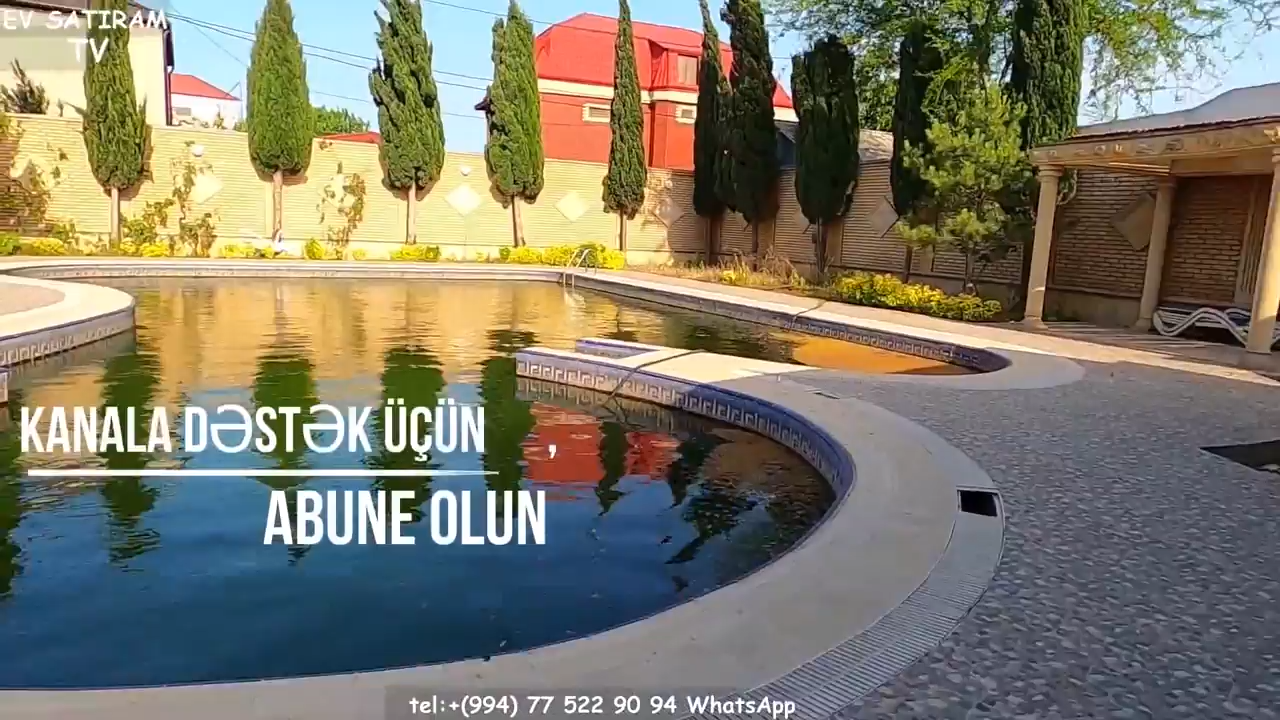 EV SATIRAM
TV
KANALA DƏSTƏK ÜÇÜN ,
ABUNE OLUN
tel:+(994) 77 522 90 94 WhatsApp